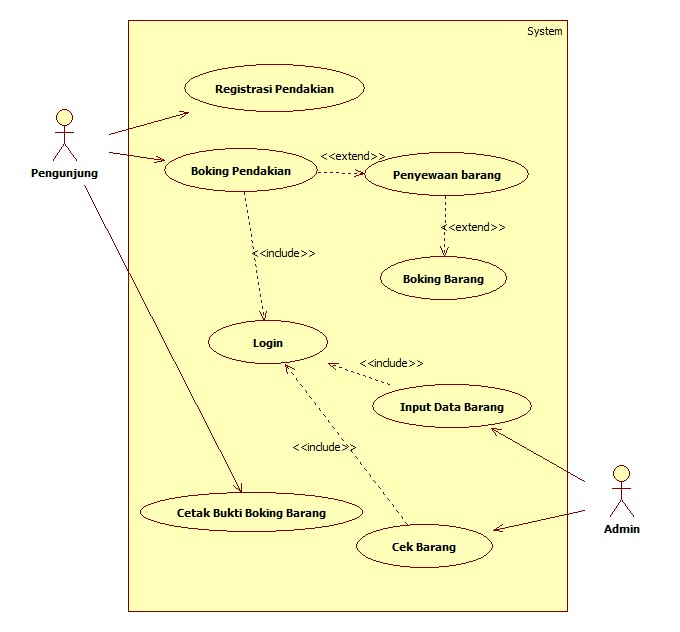 System
Registrasi Pendakian
Pengunjung
<<extend>>
Boking Pendakian
Penyewaan barang
<<extend>>
<<include>>
Boking Barang
Login
<<include>>
Input Data Barang
<<include>>
Cetak Bukti Boking Barang
Admin
Cek Barang